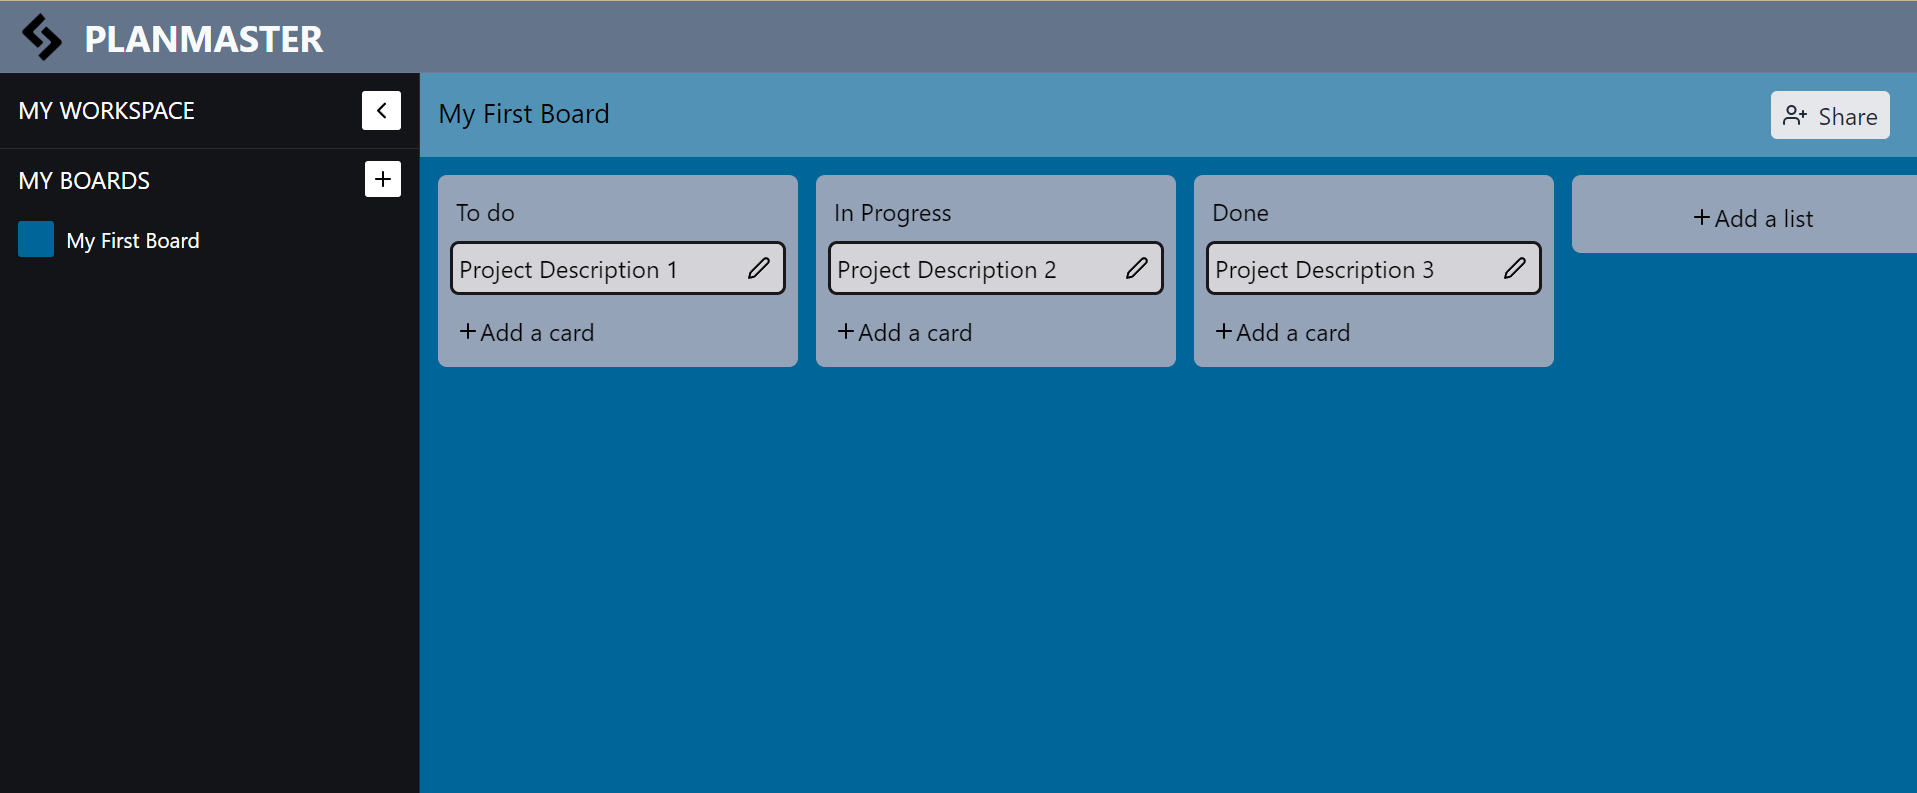 PLANMASTER
MY WORKSPACE
MY BOARDS
My First Board
My First Board
Share
To do
Project Description 1
+Add a card
In Progress
Project Description 2
+Add a card
Done
Project Description 3
+Add a card
+Add a list